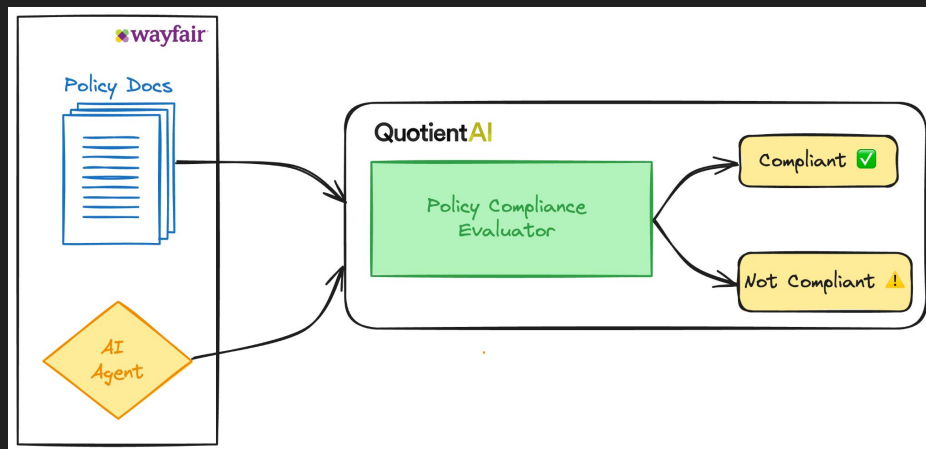 wayfair
Policy Docs
AI
Agent
QuotientAI
Policy Compliance
Evaluator
Compliant ✅
Not Compliant ⚠️